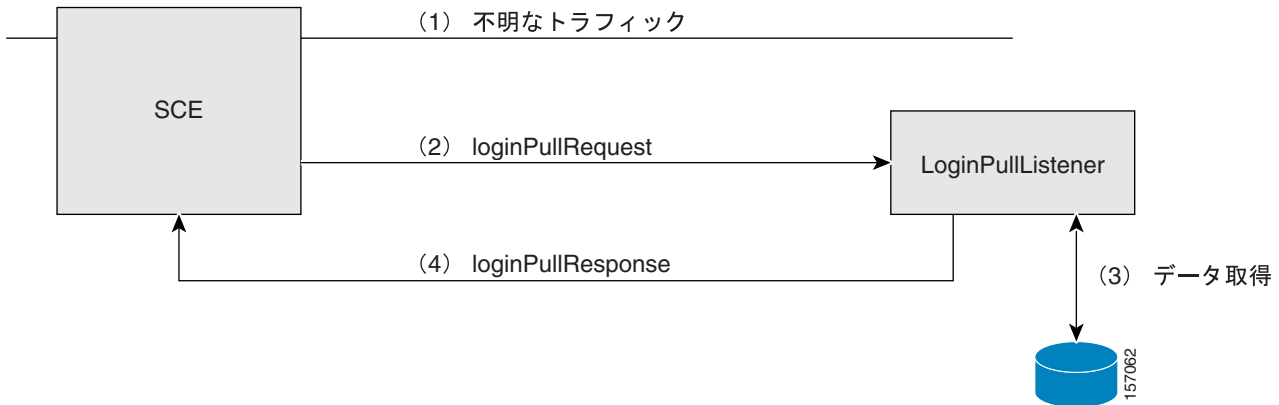 （1） 不明なトラフィック
SCE
（2） loginPullRequest
LoginPullListener
（4） loginPullResponse
（3） データ取得
157062